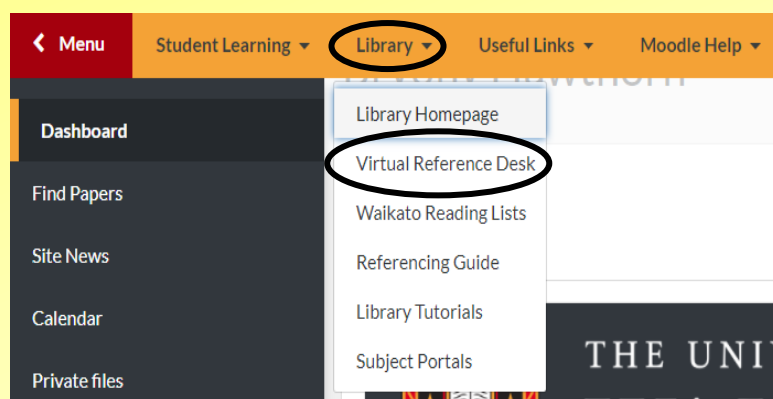 Menu Student Learning Library Useful Links Moodle Help
Library Homepage
Dashboard
Virtual Reference Desk
Find Papers
Waikato Reading Lists
Site News
Referencing Guide
Calendar
Library Tutorials
Subject Portals
THE UNI
Private files